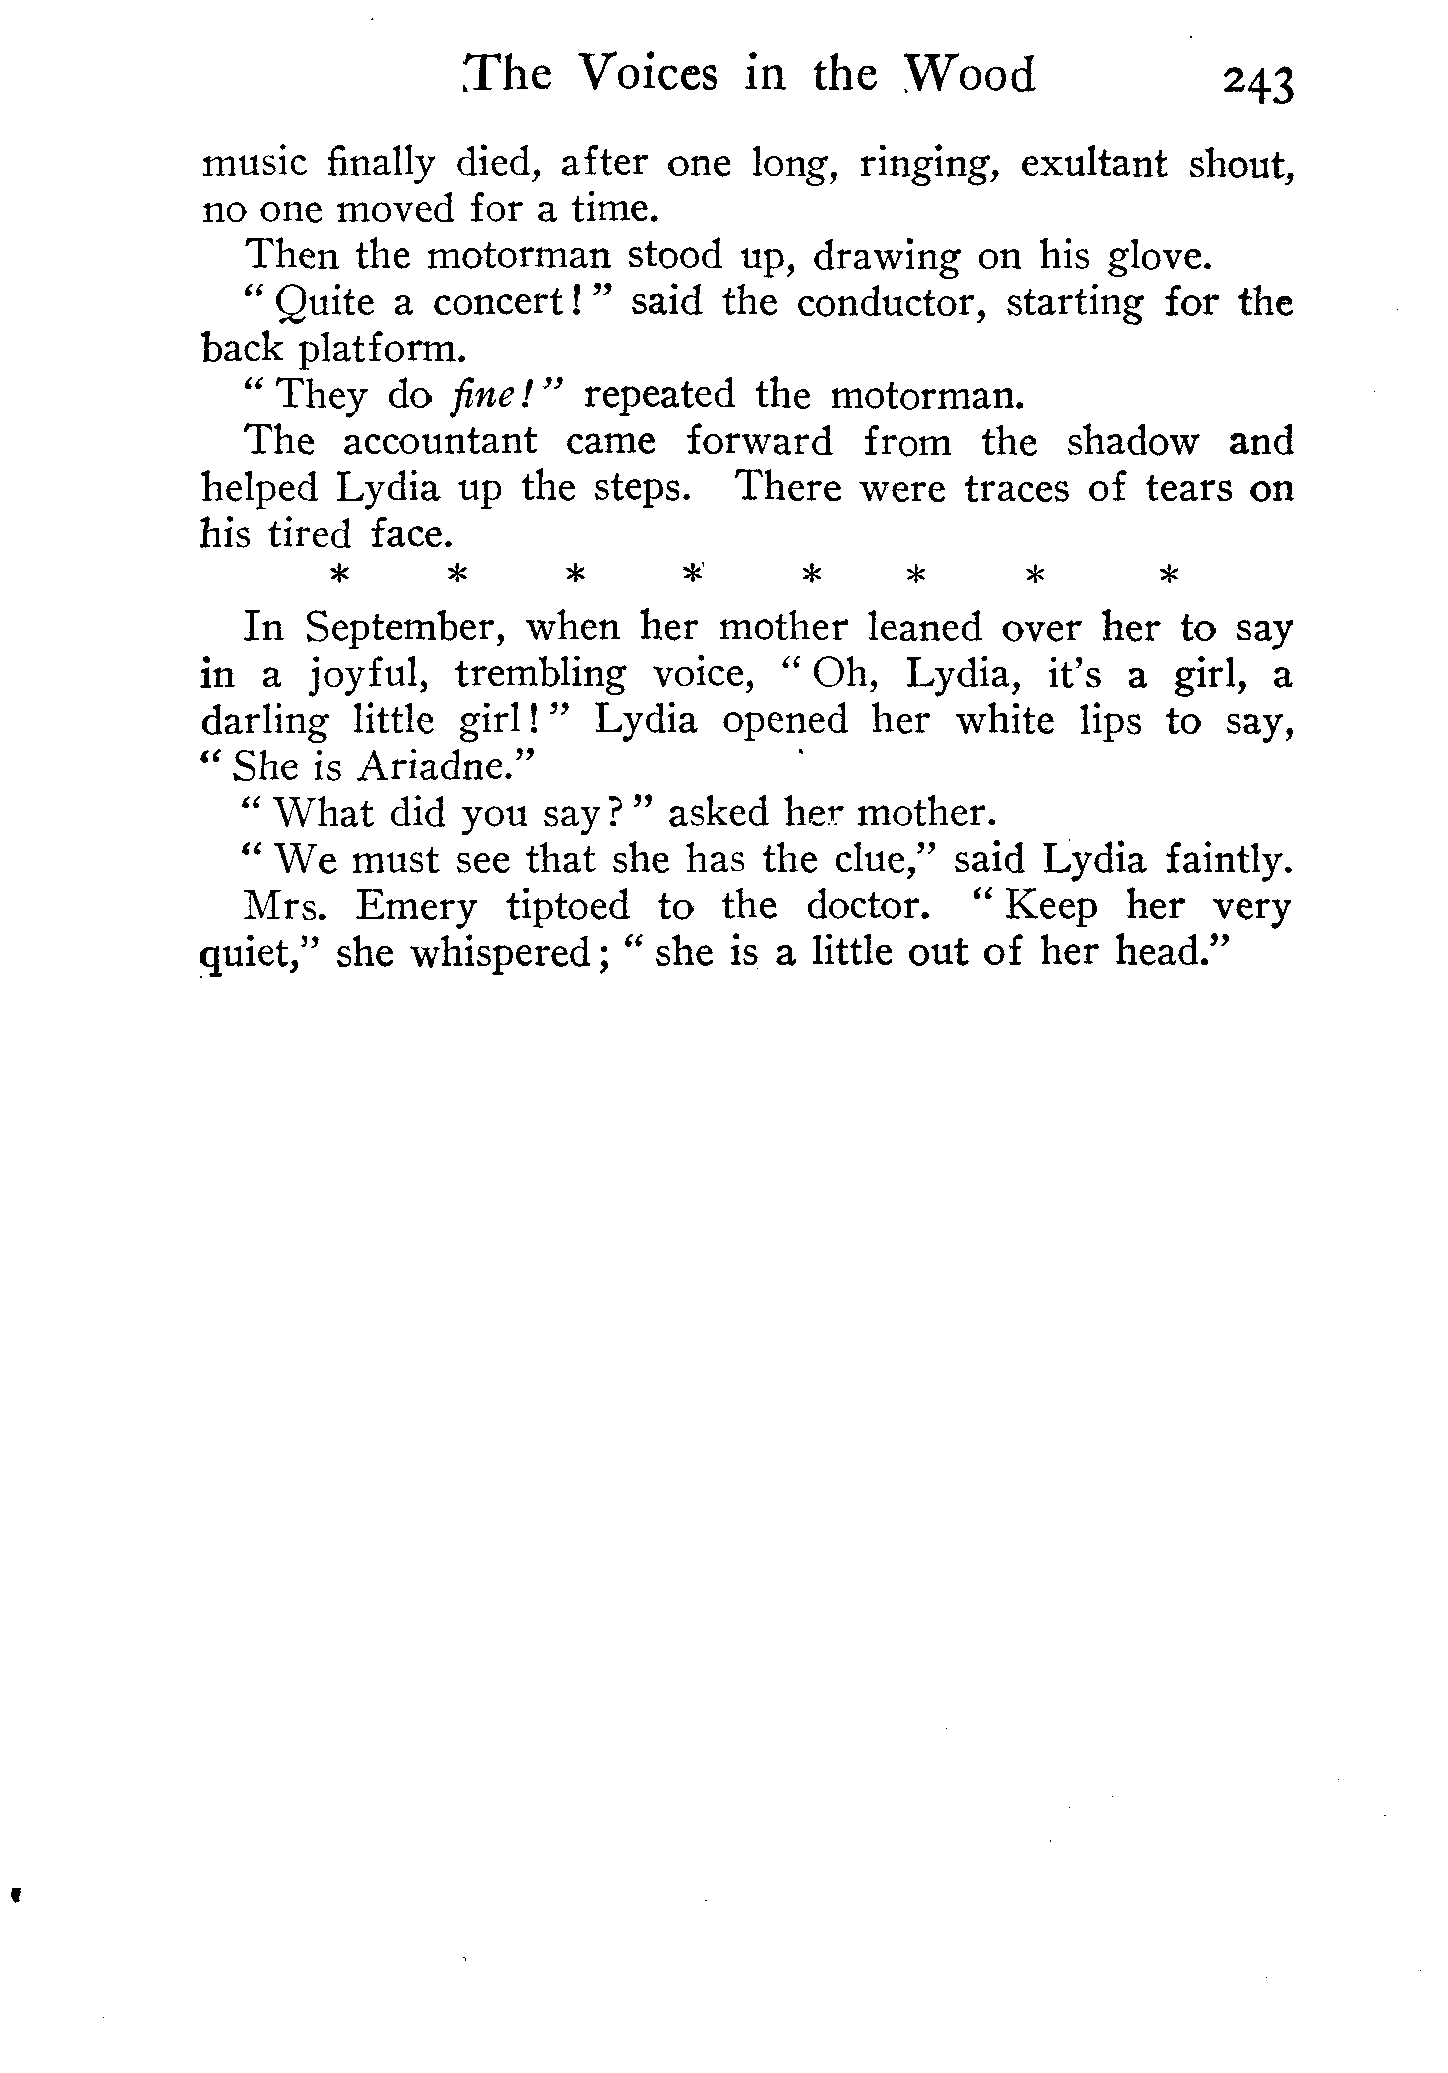 The Voices in the Wood 243
music finally died, after one long, ringing, exultant shout,
no one moved for a time.
Then the motorman stood up, drawing on his glove.
“ Quite a concert! ” said the conductor, starting for the
back platform.
“ They do fine! ” repeated the motorman.
The accountant came forward from the shadow and
helped Lydia up the steps. There were traces of tears on
his tired face.
* * * * * * * *
In September, when her mother leaned over her to say
in a joyful, trembling voice, “ Oh, Lydia, it’s a girl, a
darling little girl! ” Lydia opened her white lips to say,
“ She is Ariadne.”
“ What did you say? ” asked her mother.
“ We must see that she has the clue,” said Lydia faintly.
Mrs. Emery tiptoed to the doctor. “ Keep her very
quiet,” she whispered; “ she is a little out of her head.”